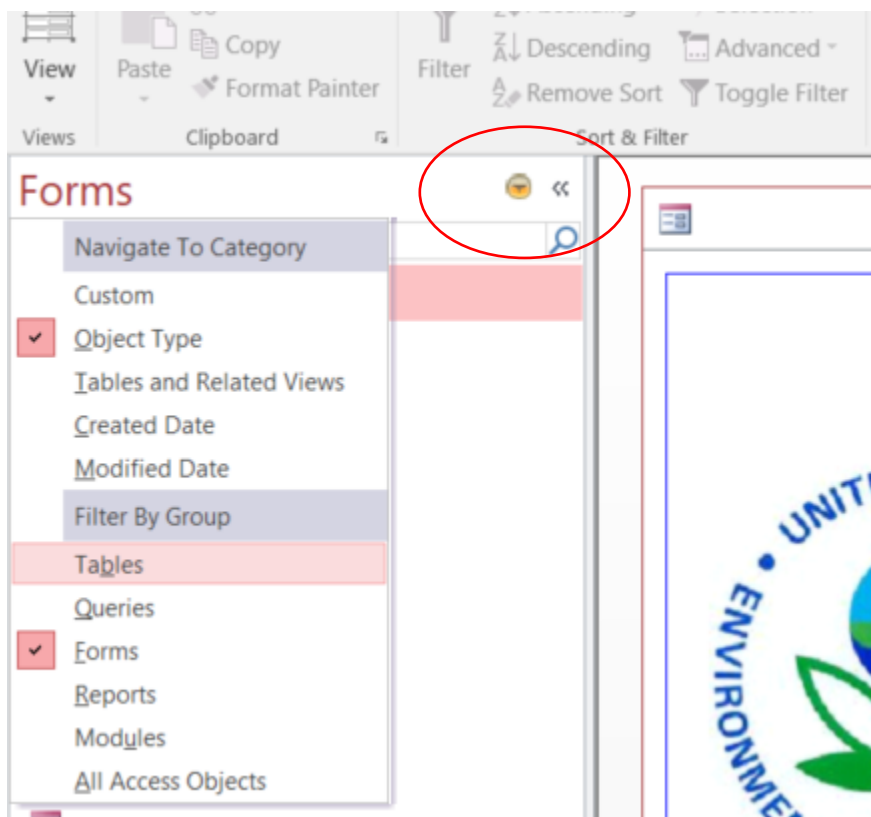 Copy
Descending
Advanced
View
Paste
Filter
Format Painter
Remove Sort
Toggle Filter
Views
Clipboard
Sort & Filter
Forms
Navigate To Category
Custom
Object Type
Tables and Related Views
Created Date
Modified Date
Filter By Group
Tables
Queries
Forms
Reports
Modules
All Access Objects